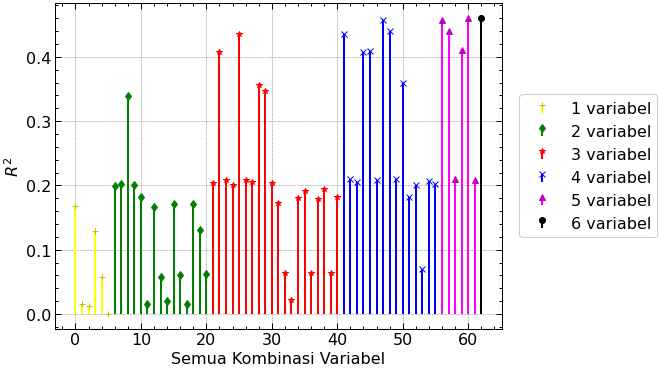 0.4
0.3
0.2
0.1
0.0
R²
0 10 20 30 40 50 60
Semua Kombinasi Variabel
1 variabel
2 variabel
3 variabel
4 variabel
5 variabel
6 variabel